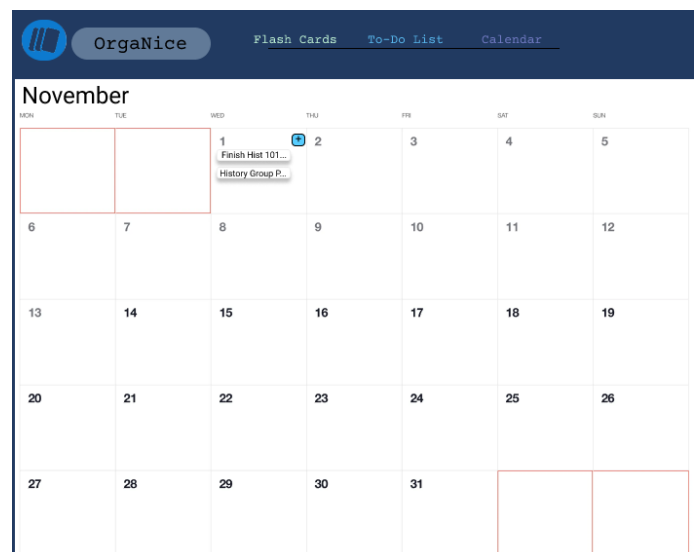 OrgaNice Flash Cards To-Do List Calendar
November
MON TUE WED THU FRI SAT SUN
1 + 2 3 4 5
Finish Hist 101...
History Group P...
6 7 8 9 10 11 12
13 14 15 16 17 18 19
20 21 22 23 24 25 26
27 28 29 30 31